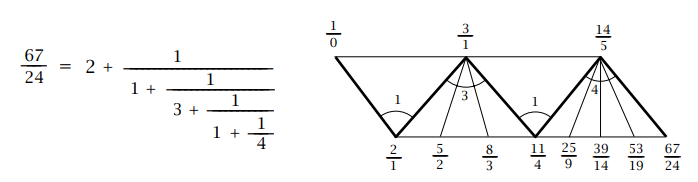 67/24 = 2 + 1/(1 + 1/(3 + 1/(1 + 1/4)))
1/0 3/1 14/5
1 3 1 4
2/1 5/2 8/3 11/4 25/9 39/14 53/19 67/24